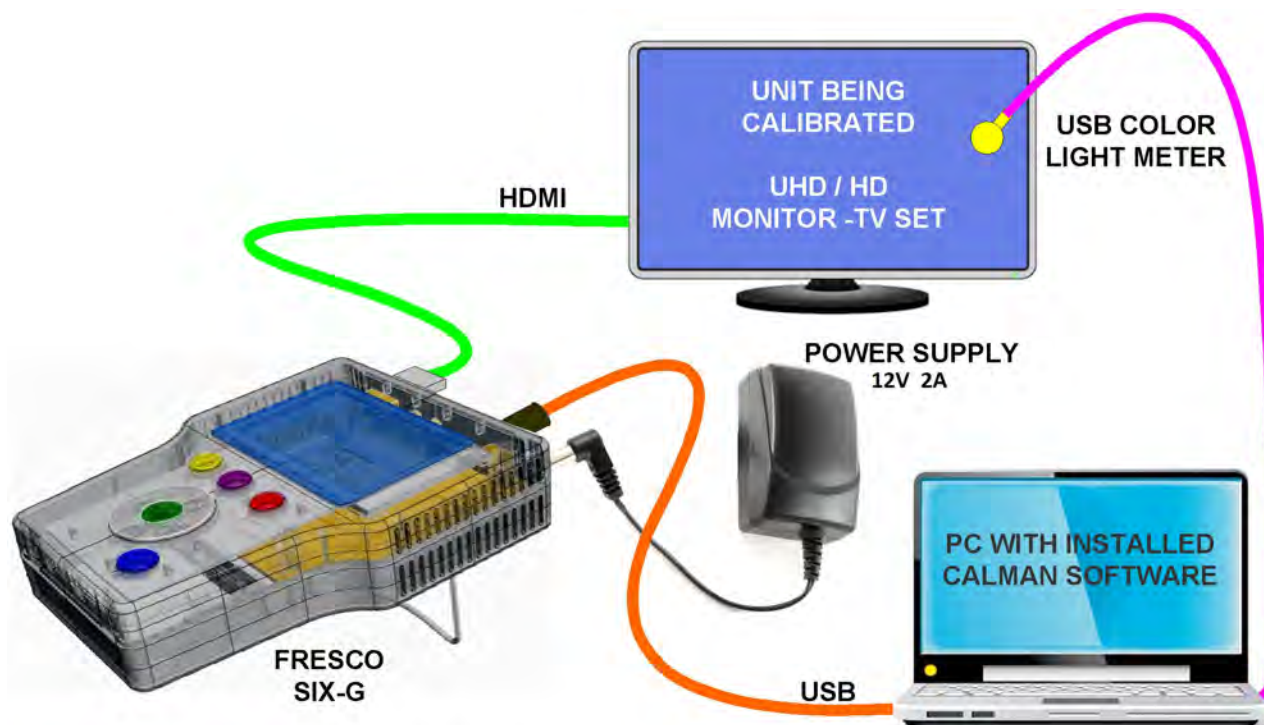 UNIT BEING
CALIBRATED
UHD / HD
MONITOR -TV SET
USB COLOR
LIGHT METER
HDMI
POWER SUPPLY
12V 2A
PC WITH INSTALLED
CALMAN SOFTWARE
FRESCO
SIX-G
USB